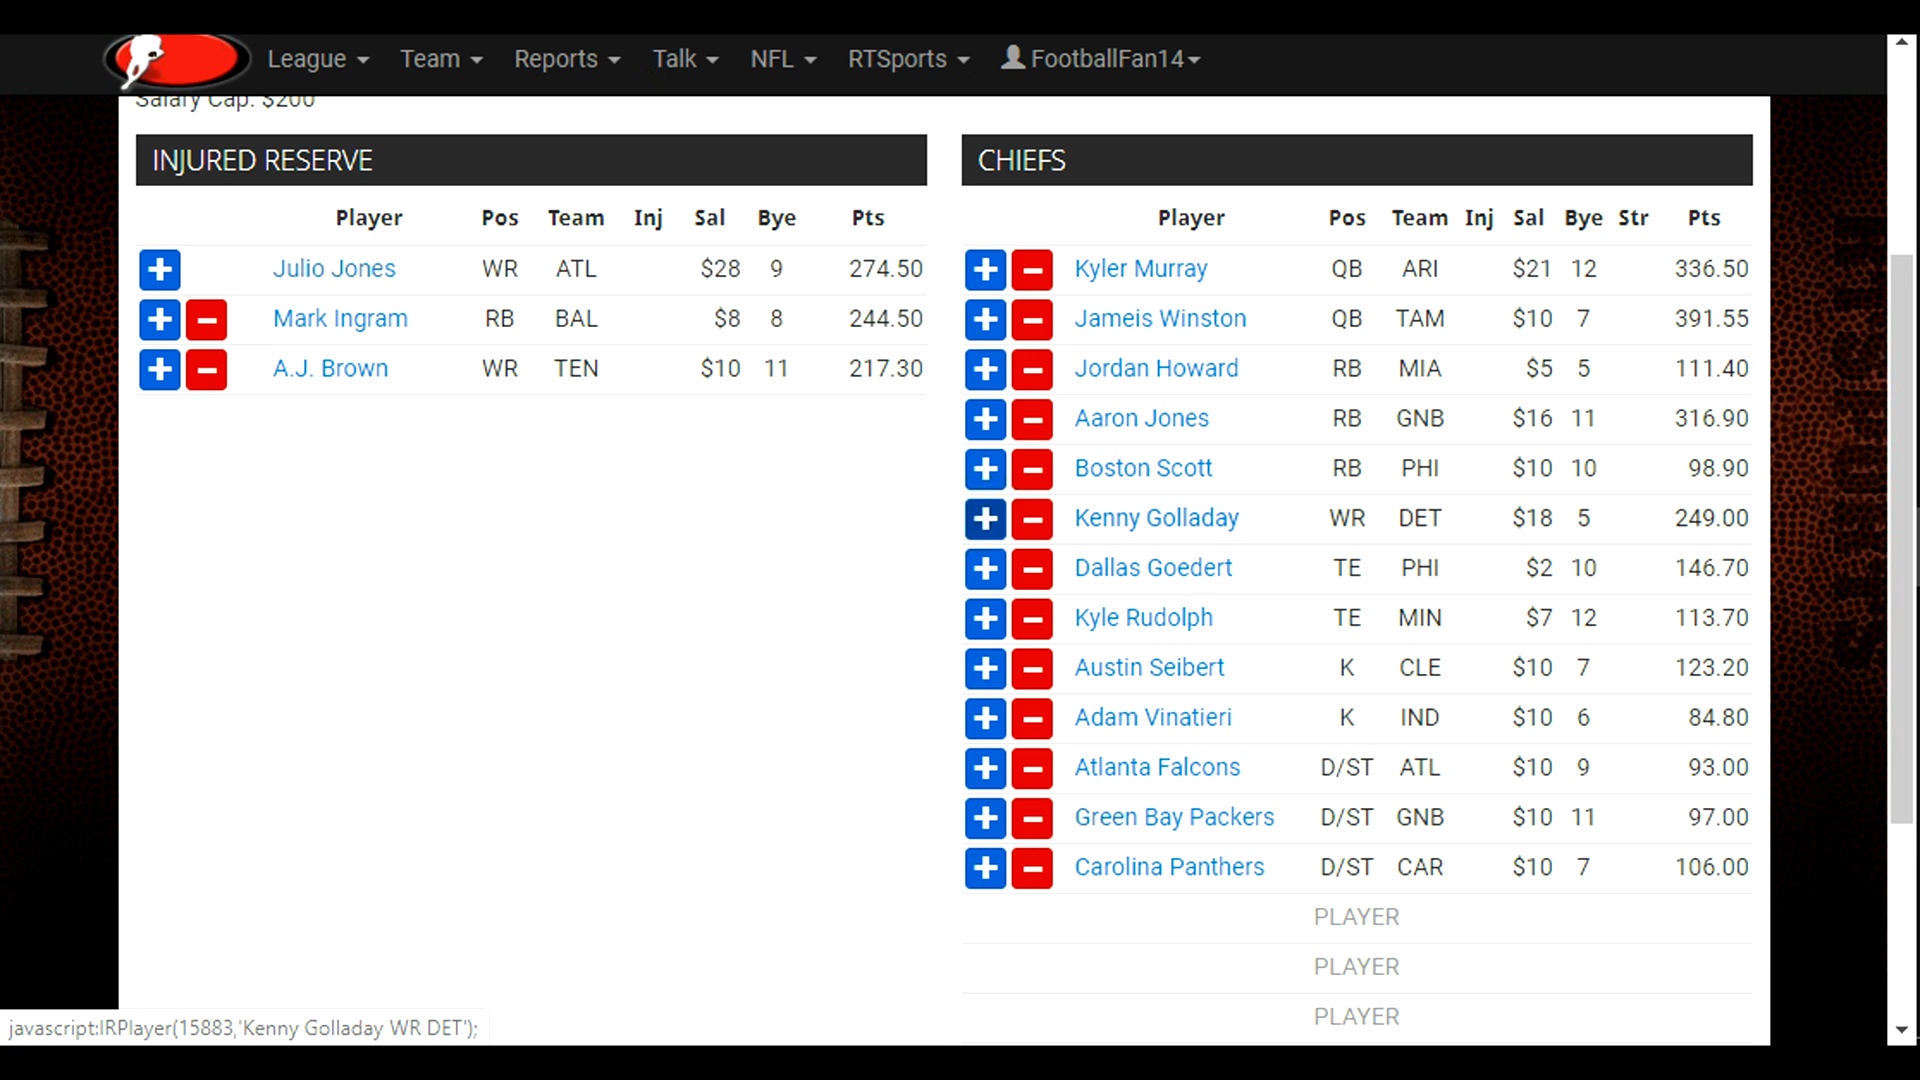 League Team Reports Talk NFL RTSports FootballFan14
Salary Cap: $200
INJURED RESERVE
Player Pos Team Inj Sal Bye Pts
Julio Jones WR ATL $28 9 274.50
Mark Ingram RB BAL $8 8 244.50
A.J. Brown WR TEN $10 11 217.30
CHIEFS
Player Pos Team Inj Sal Bye Str Pts
Kyler Murray QB ARI $21 12 336.50
Jameis Winston QB TAM $10 7 391.55
Jordan Howard RB MIA $5 5 111.40
Aaron Jones RB GNB $16 11 316.90
Boston Scott RB PHI $10 10 98.90
Kenny Golladay WR DET $18 5 249.00
Dallas Goedert TE PHI $2 10 146.70
Kyle Rudolph TE MIN $7 12 113.70
Austin Seibert K CLE $10 7 123.20
Adam Vinatieri K IND $10 6 84.80
Atlanta Falcons D/ST ATL $10 9 93.00
Green Bay Packers D/ST GNB $10 11 97.00
Carolina Panthers D/ST CAR $10 7 106.00
PLAYER
PLAYER
PLAYER
javascript:IRPlayer(15883,'Kenny Golladay WR DET');